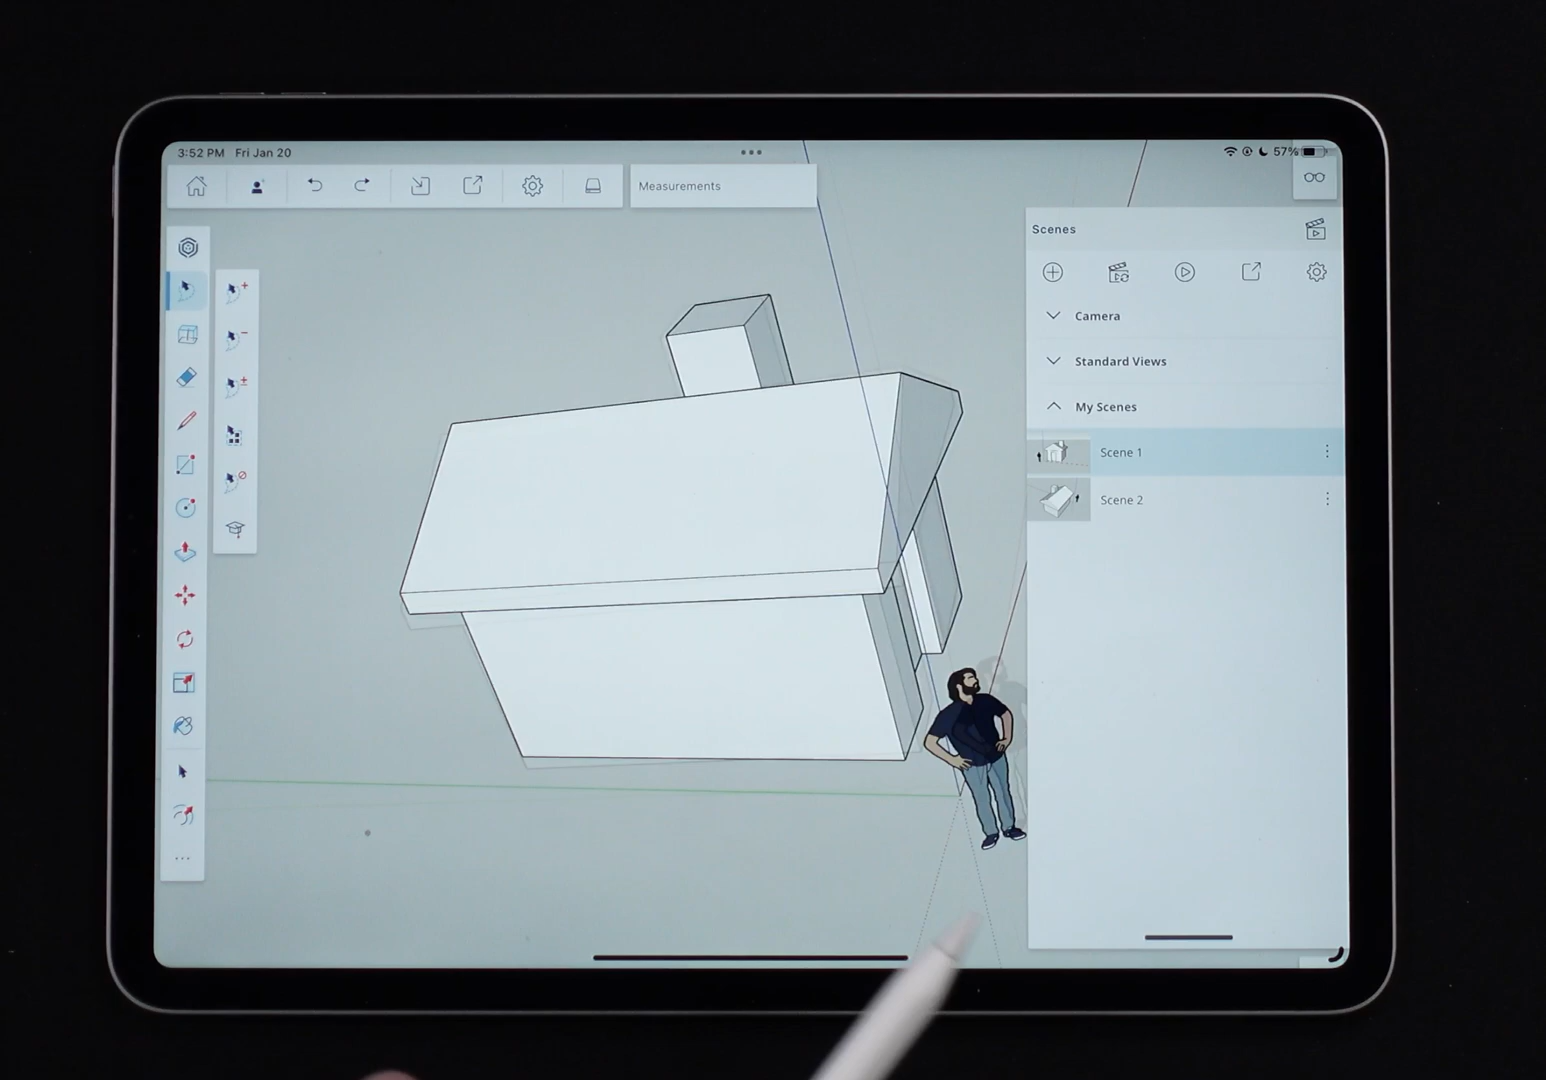 3:52 PM Fri Jan 20
57%
Measurements
Scenes
Camera
Standard Views
My Scenes
Scene 1
Scene 2